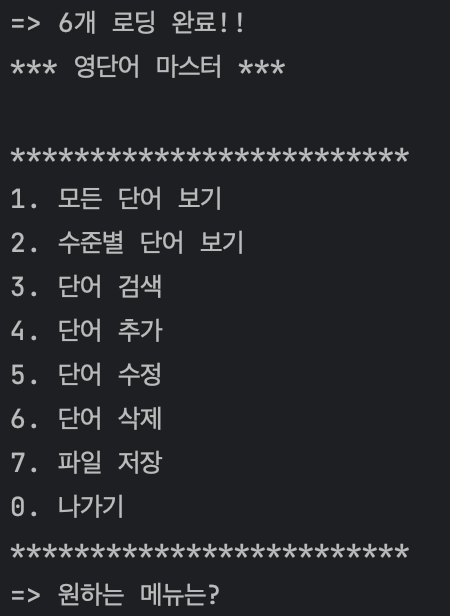 => 6개 로딩 완료!!
*** 영단어 마스터 ***
*************************
1. 모든 단어 보기
2. 수준별 단어 보기
3. 단어 검색
4. 단어 추가
5. 단어 수정
6. 단어 삭제
7. 파일 저장
0. 나가기
*************************
=> 원하는 메뉴는?